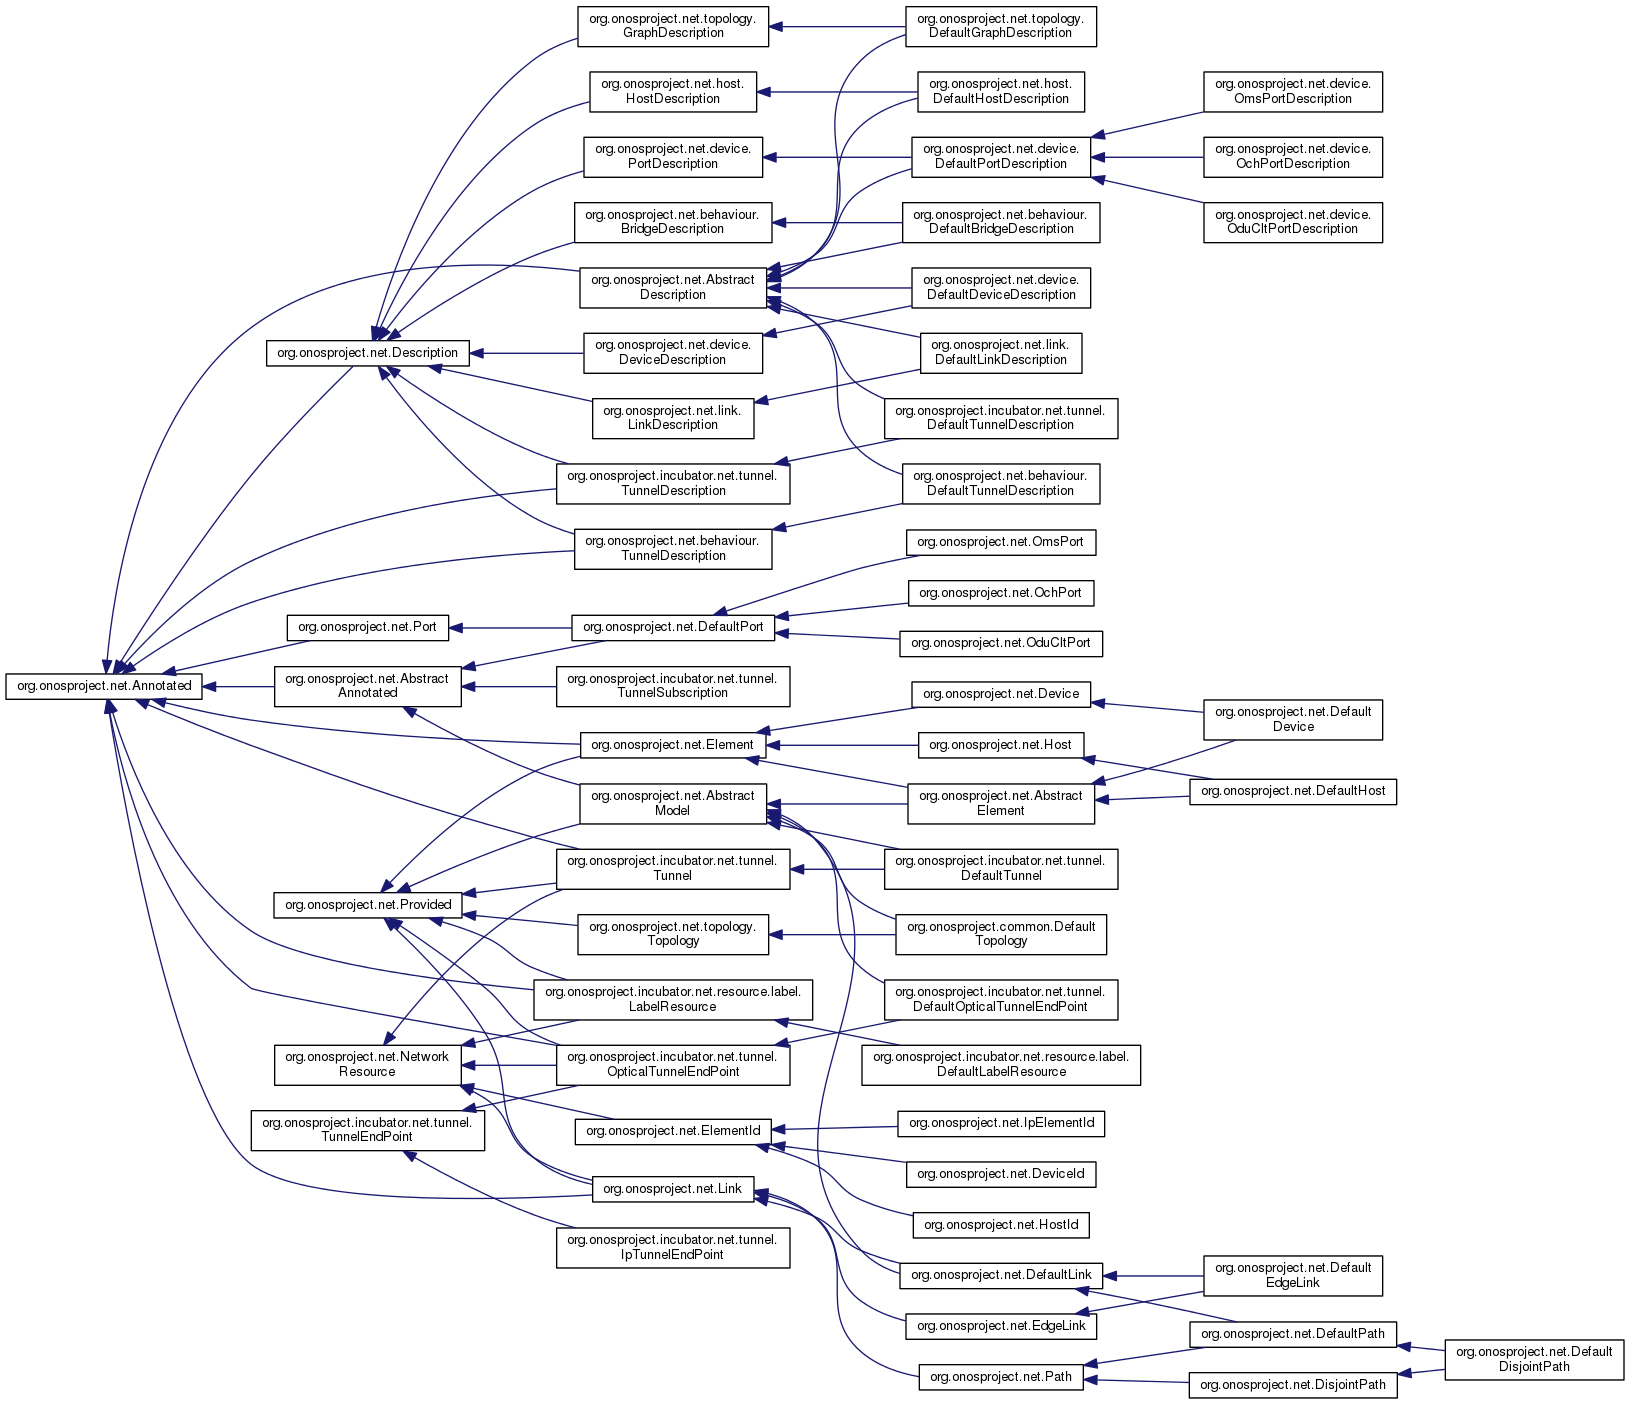 org.onosproject.net.topology.
GraphDescription
org.onosproject.net.topology.
DefaultGraphDescription
org.onosproject.net.host.
HostDescription
org.onosproject.net.host.
DefaultHostDescription
org.onosproject.net.device.
OmsPortDescription
org.onosproject.net.device.
PortDescription
org.onosproject.net.device.
DefaultPortDescription
org.onosproject.net.device.
OchPortDescription
org.onosproject.net.behaviour.
BridgeDescription
org.onosproject.net.behaviour.
DefaultBridgeDescription
org.onosproject.net.device.
OduCltPortDescription
org.onosproject.net.Abstract
Description
org.onosproject.net.device.
DefaultDeviceDescription
org.onosproject.net.Description
org.onosproject.net.device.
DeviceDescription
org.onosproject.net.link.
DefaultLinkDescription
org.onosproject.net.link.
LinkDescription
org.onosproject.incubator.net.tunnel.
DefaultTunnelDescription
org.onosproject.incubator.net.tunnel.
TunnelDescription
org.onosproject.net.behaviour.
DefaultTunnelDescription
org.onosproject.net.behaviour.
TunnelDescription
org.onosproject.net.OmsPort
org.onosproject.net.OchPort
org.onosproject.net.Port
org.onosproject.net.DefaultPort
org.onosproject.net.OduCltPort
org.onosproject.net.Annotated
org.onosproject.net.Abstract
Annotated
org.onosproject.incubator.net.tunnel.
TunnelSubscription
org.onosproject.net.Device
org.onosproject.net.Default
Device
org.onosproject.net.Element
org.onosproject.net.Host
org.onosproject.net.Abstract
Model
org.onosproject.net.Abstract
Element
org.onosproject.net.DefaultHost
org.onosproject.incubator.net.tunnel.
Tunnel
org.onosproject.incubator.net.tunnel.
DefaultTunnel
org.onosproject.net.Provided
org.onosproject.net.topology.
Topology
org.onosproject.common.Default
Topology
org.onosproject.incubator.net.resource.label.
LabelResource
org.onosproject.incubator.net.tunnel.
DefaultOpticalTunnelEndPoint
org.onosproject.net.Network
Resource
org.onosproject.incubator.net.tunnel.
OpticalTunnelEndPoint
org.onosproject.incubator.net.resource.label.
DefaultLabelResource
org.onosproject.incubator.net.tunnel.
TunnelEndPoint
org.onosproject.net.ElementId
org.onosproject.net.IpElementId
org.onosproject.net.DeviceId
org.onosproject.net.Link
org.onosproject.net.HostId
org.onosproject.incubator.net.tunnel.
IpTunnelEndPoint
org.onosproject.net.DefaultLink
org.onosproject.net.Default
EdgeLink
org.onosproject.net.EdgeLink
org.onosproject.net.DefaultPath
org.onosproject.net.Default
DisjointPath
org.onosproject.net.Path
org.onosproject.net.DisjointPath